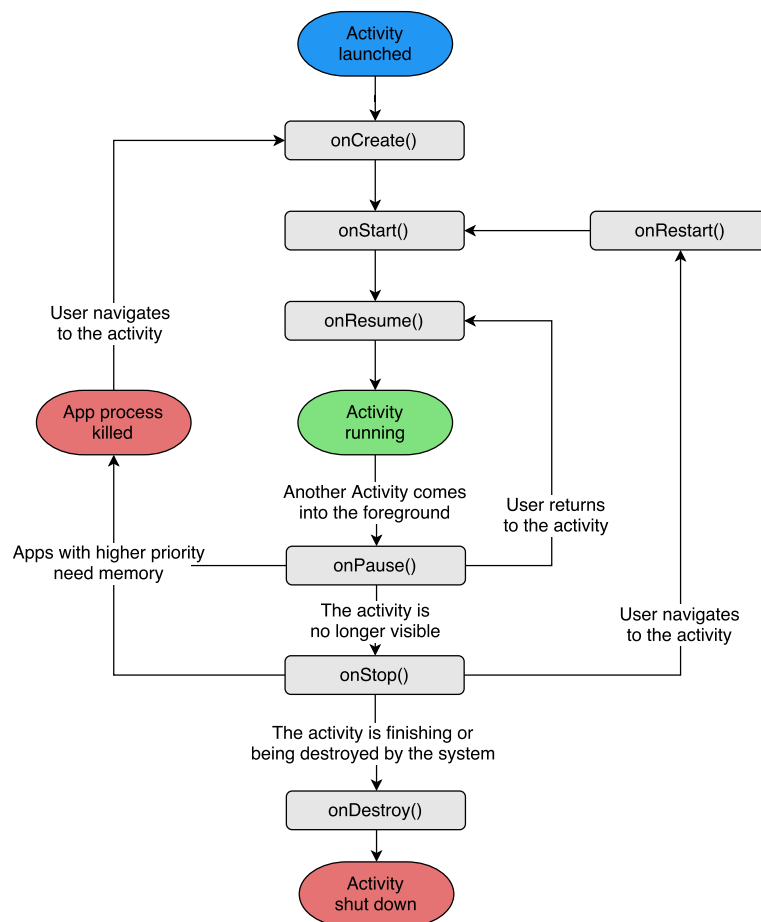 Activity
launched
onCreate()
onStart()
onRestart()
User navigates
to the activity
onResume()
App process
killed
Activity
running
Another Activity comes
into the foreground
User returns
to the activity
Apps with higher priority
need memory
onPause()
The activity is
no longer visible
User navigates
to the activity
onStop()
The activity is finishing or
being destroyed by the system
onDestroy()
Activity
shut down